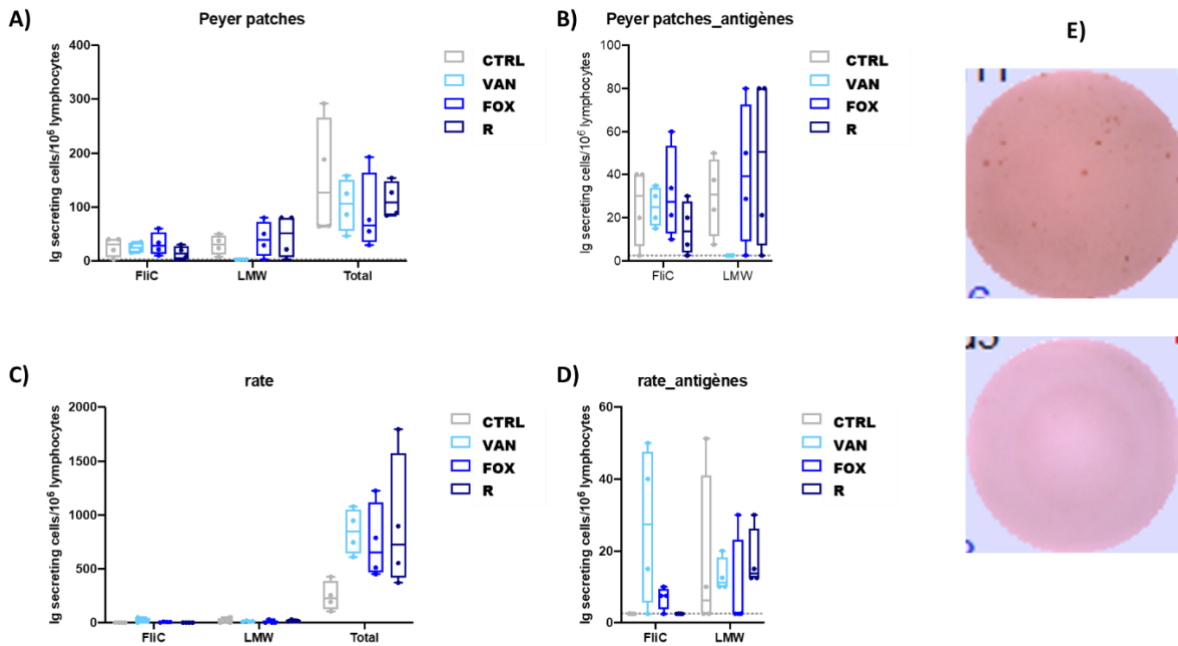 A)
Peyer patches
Ig secreting cells/10⁶ lymphocytes
400
300
200
100
0
FliC LMW Total
CTRL
VAN
FOX
R
B)
Peyer patches_antigènes
Ig secreting cells/10⁶ lymphocytes
100
80
60
40
20
0
FliC LMW
CTRL
VAN
FOX
R
E)
C)
rate
Ig secreting cells/10⁶ lymphocytes
2000
1500
1000
500
0
FliC LMW Total
CTRL
VAN
FOX
R
D)
rate_antigènes
Ig secreting cells/10⁶ lymphocytes
60
40
20
0
FliC LMW
CTRL
VAN
FOX
R